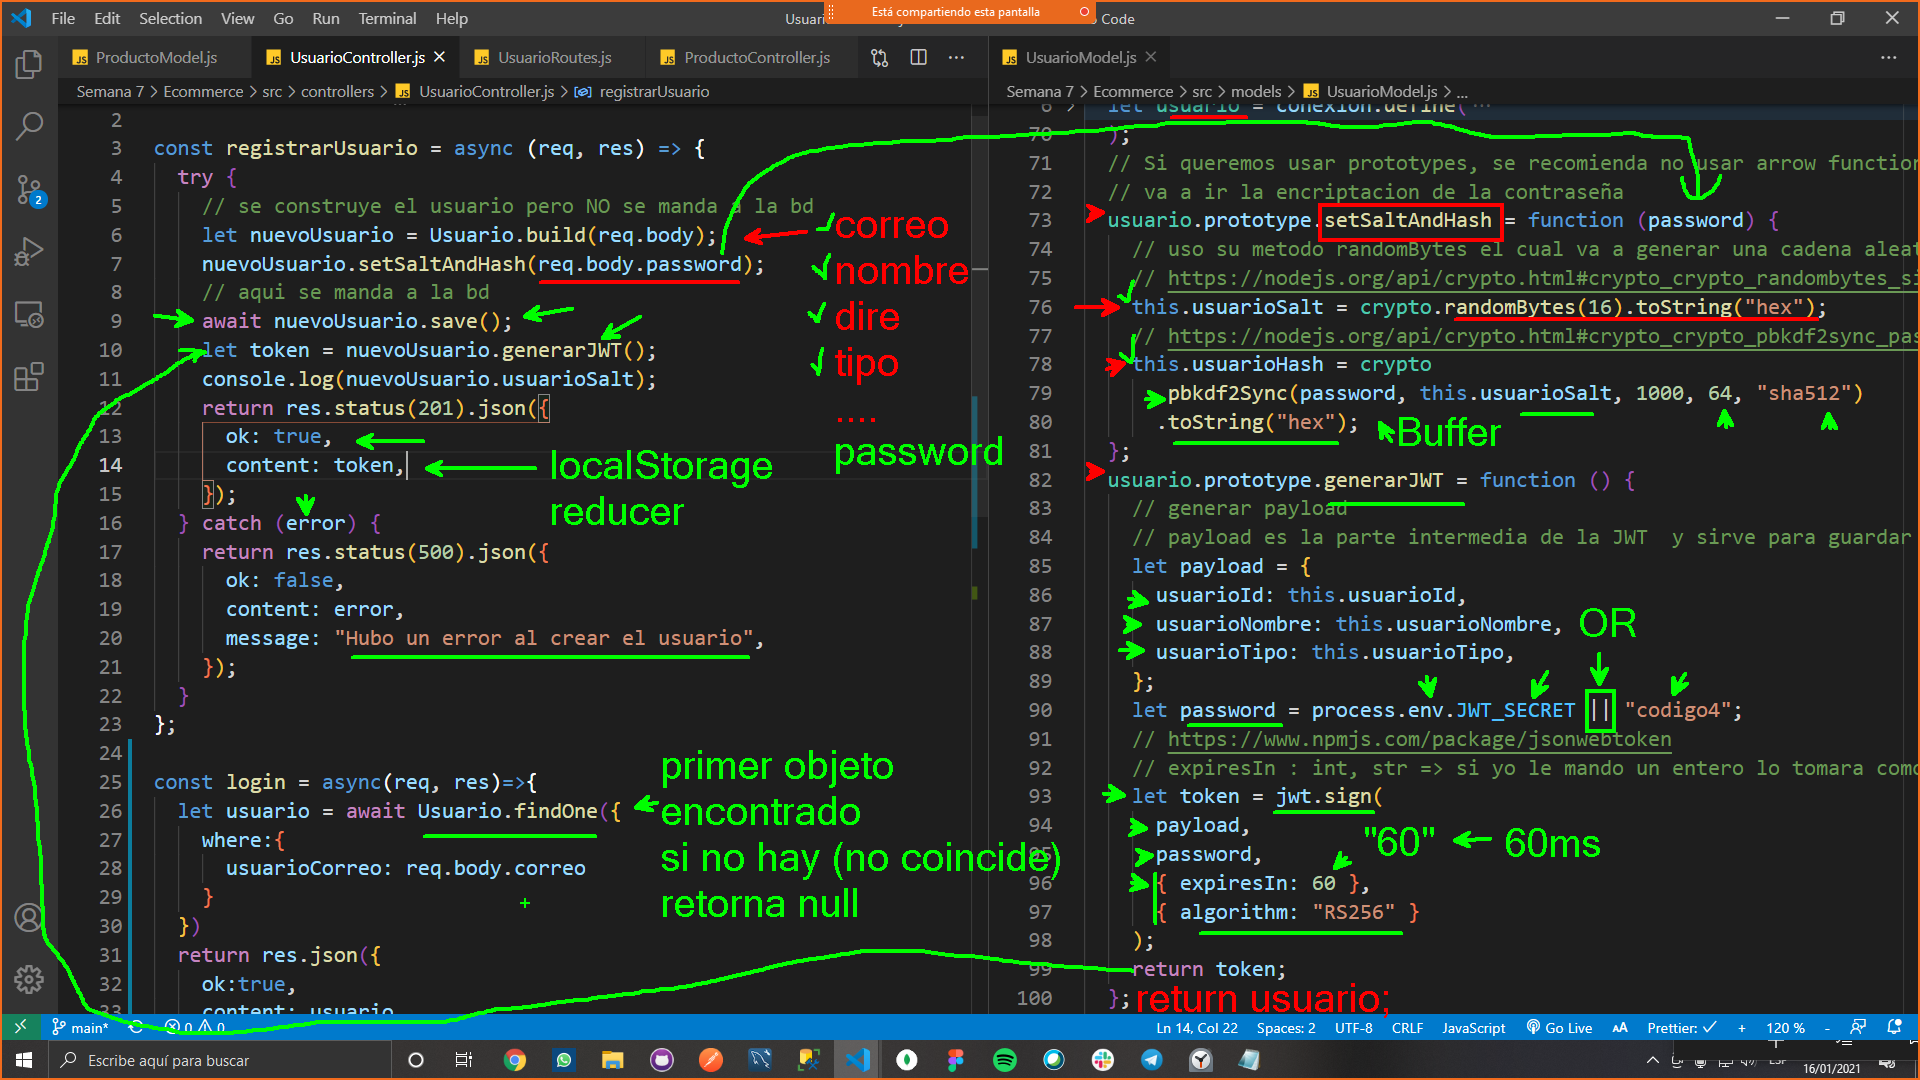 File Edit Selection View Go Run Terminal Help
Está compartiendo esta pantalla
Code
ProductoModel.js
UsuarioController.js
UsuarioRoutes.js
ProductoController.js
UsuarioModel.js
Semana 7 > Ecommerce > src > controllers > UsuarioController.js > registrarUsuario
2
3 const registrarUsuario = async (req, res) => {
4 try {
5 // se construye el usuario pero NO se manda a la bd
6 let nuevoUsuario = Usuario.build(req.body);
7 nuevoUsuario.setSaltAndHash(req.body.password);
8 // aqui se manda a la bd
9 await nuevoUsuario.save();
10 let token = nuevoUsuario.generarJWT();
11 console.log(nuevoUsuario.usuarioSalt);
12 return res.status(201).json({
13 ok: true,
14 content: token,
15 });
16 } catch (error) {
17 return res.status(500).json({
18 ok: false,
19 content: error,
20 message: "Hubo un error al crear el usuario",
21 });
22 }
23 };
24
25 const login = async(req, res)=>{
26 let usuario = await Usuario.findOne({
27 where:{
28 usuarioCorreo: req.body.correo
29 }
30 })
31 return res.json({
32 ok:true,
33 content: usuario
correo
nombre
dire
tipo
....
password
localStorage
reducer
primer objeto
encontrado
si no hay (no coincide)
retorna null
Semana 7 > Ecommerce > src > models > UsuarioModel.js > ...
6 let usuario = conexion.define(
70 );
71 // Si queremos usar prototypes, se recomienda no usar arrow function
72 // va a ir la encriptacion de la contraseña
73 usuario.prototype.setSaltAndHash = function (password) {
74 // uso su metodo randomBytes el cual va a generar una cadena aleat
75 // https://nodejs.org/api/crypto.html#crypto_crypto_randombytes_si
76 this.usuarioSalt = crypto.randomBytes(16).toString("hex");
77 // https://nodejs.org/api/crypto.html#crypto_crypto_pbkdf2sync_pas
78 this.usuarioHash = crypto
79 .pbkdf2Sync(password, this.usuarioSalt, 1000, 64, "sha512")
80 .toString("hex");
81 };
82 usuario.prototype.generarJWT = function () {
83 // generar payload
84 // payload es la parte intermedia de la JWT y sirve para guardar
85 let payload = {
86 usuarioId: this.usuarioId,
87 usuarioNombre: this.usuarioNombre,
88 usuarioTipo: this.usuarioTipo,
89 };
90 let password = process.env.JWT_SECRET || "codigo4";
91 // https://www.npmjs.com/package/jsonwebtoken
92 // expiresIn : int, str => si yo le mando un entero lo tomara como
93 let token = jwt.sign(
94 payload,
95 password,
96 { expiresIn: 60 },
97 { algorithm: "RS256" }
98 );
99 return token;
100 };
Buffer
OR
"60" 60ms
return usuario;
main* 0 0
Ln 14, Col 22 Spaces: 2 UTF-8 CRLF JavaScript Go Live Prettier: ✓ + 120 % -
Escribe aquí para buscar
ESP
16/01/2021